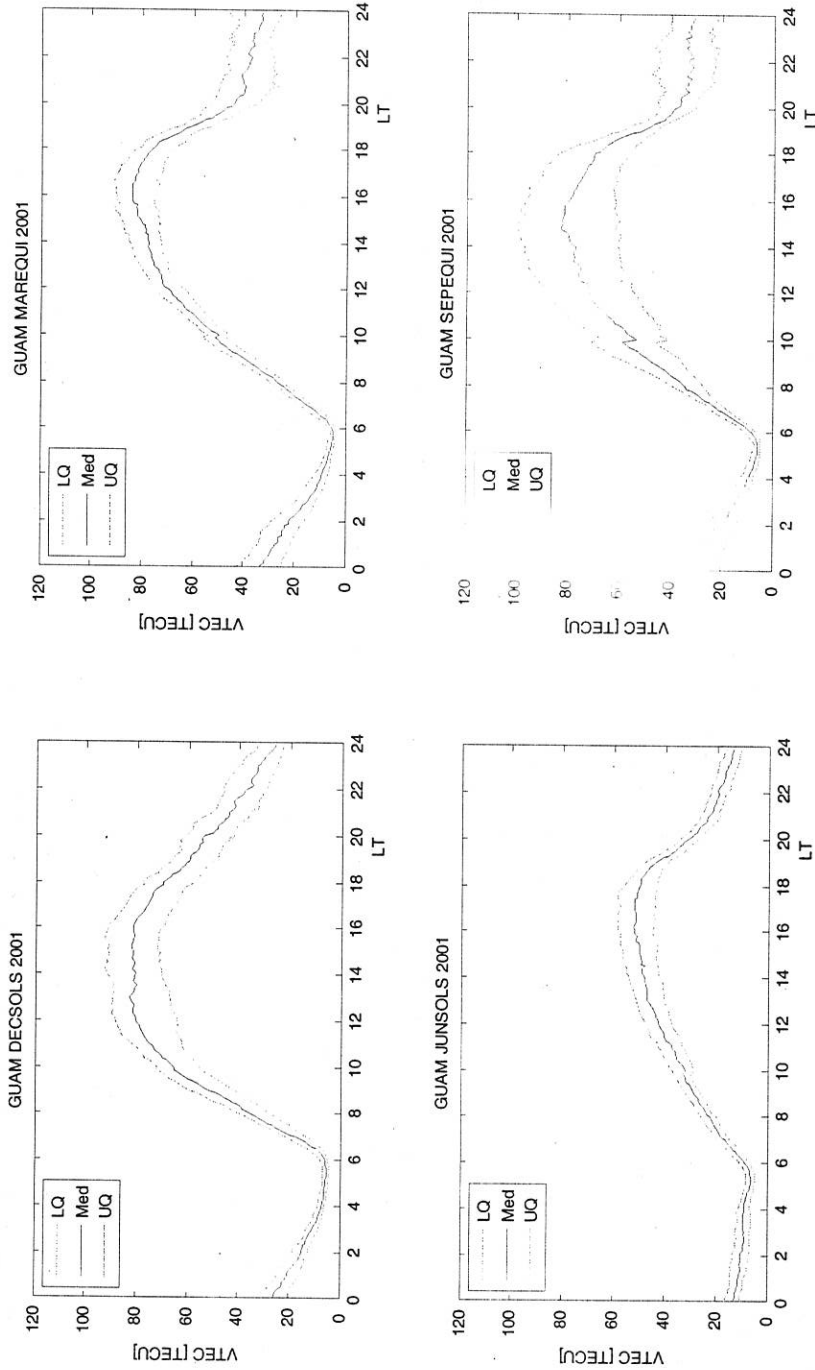 GUAM DECSOLS 2001
VTEC [TECU]
120
100
80
60
40
20
0
LQ
Med
UQ
0 2 4 6 8 10 12 14 16 18 20 22 24
LT
GUAM MAREQUI 2001
VTEC [TECU]
120
100
80
60
40
20
0
LQ
Med
UQ
0 2 4 6 8 10 12 14 16 18 20 22 24
LT
GUAM JUNSOLS 2001
VTEC [TECU]
120
100
80
60
40
20
0
LQ
Med
UQ
0 2 4 6 8 10 12 14 16 18 20 22 24
LT
GUAM SEPEQUI 2001
VTEC [TECU]
120
100
80
60
40
20
0
LQ
Med
UQ
0 2 4 6 8 10 12 14 16 18 20 22 24
LT